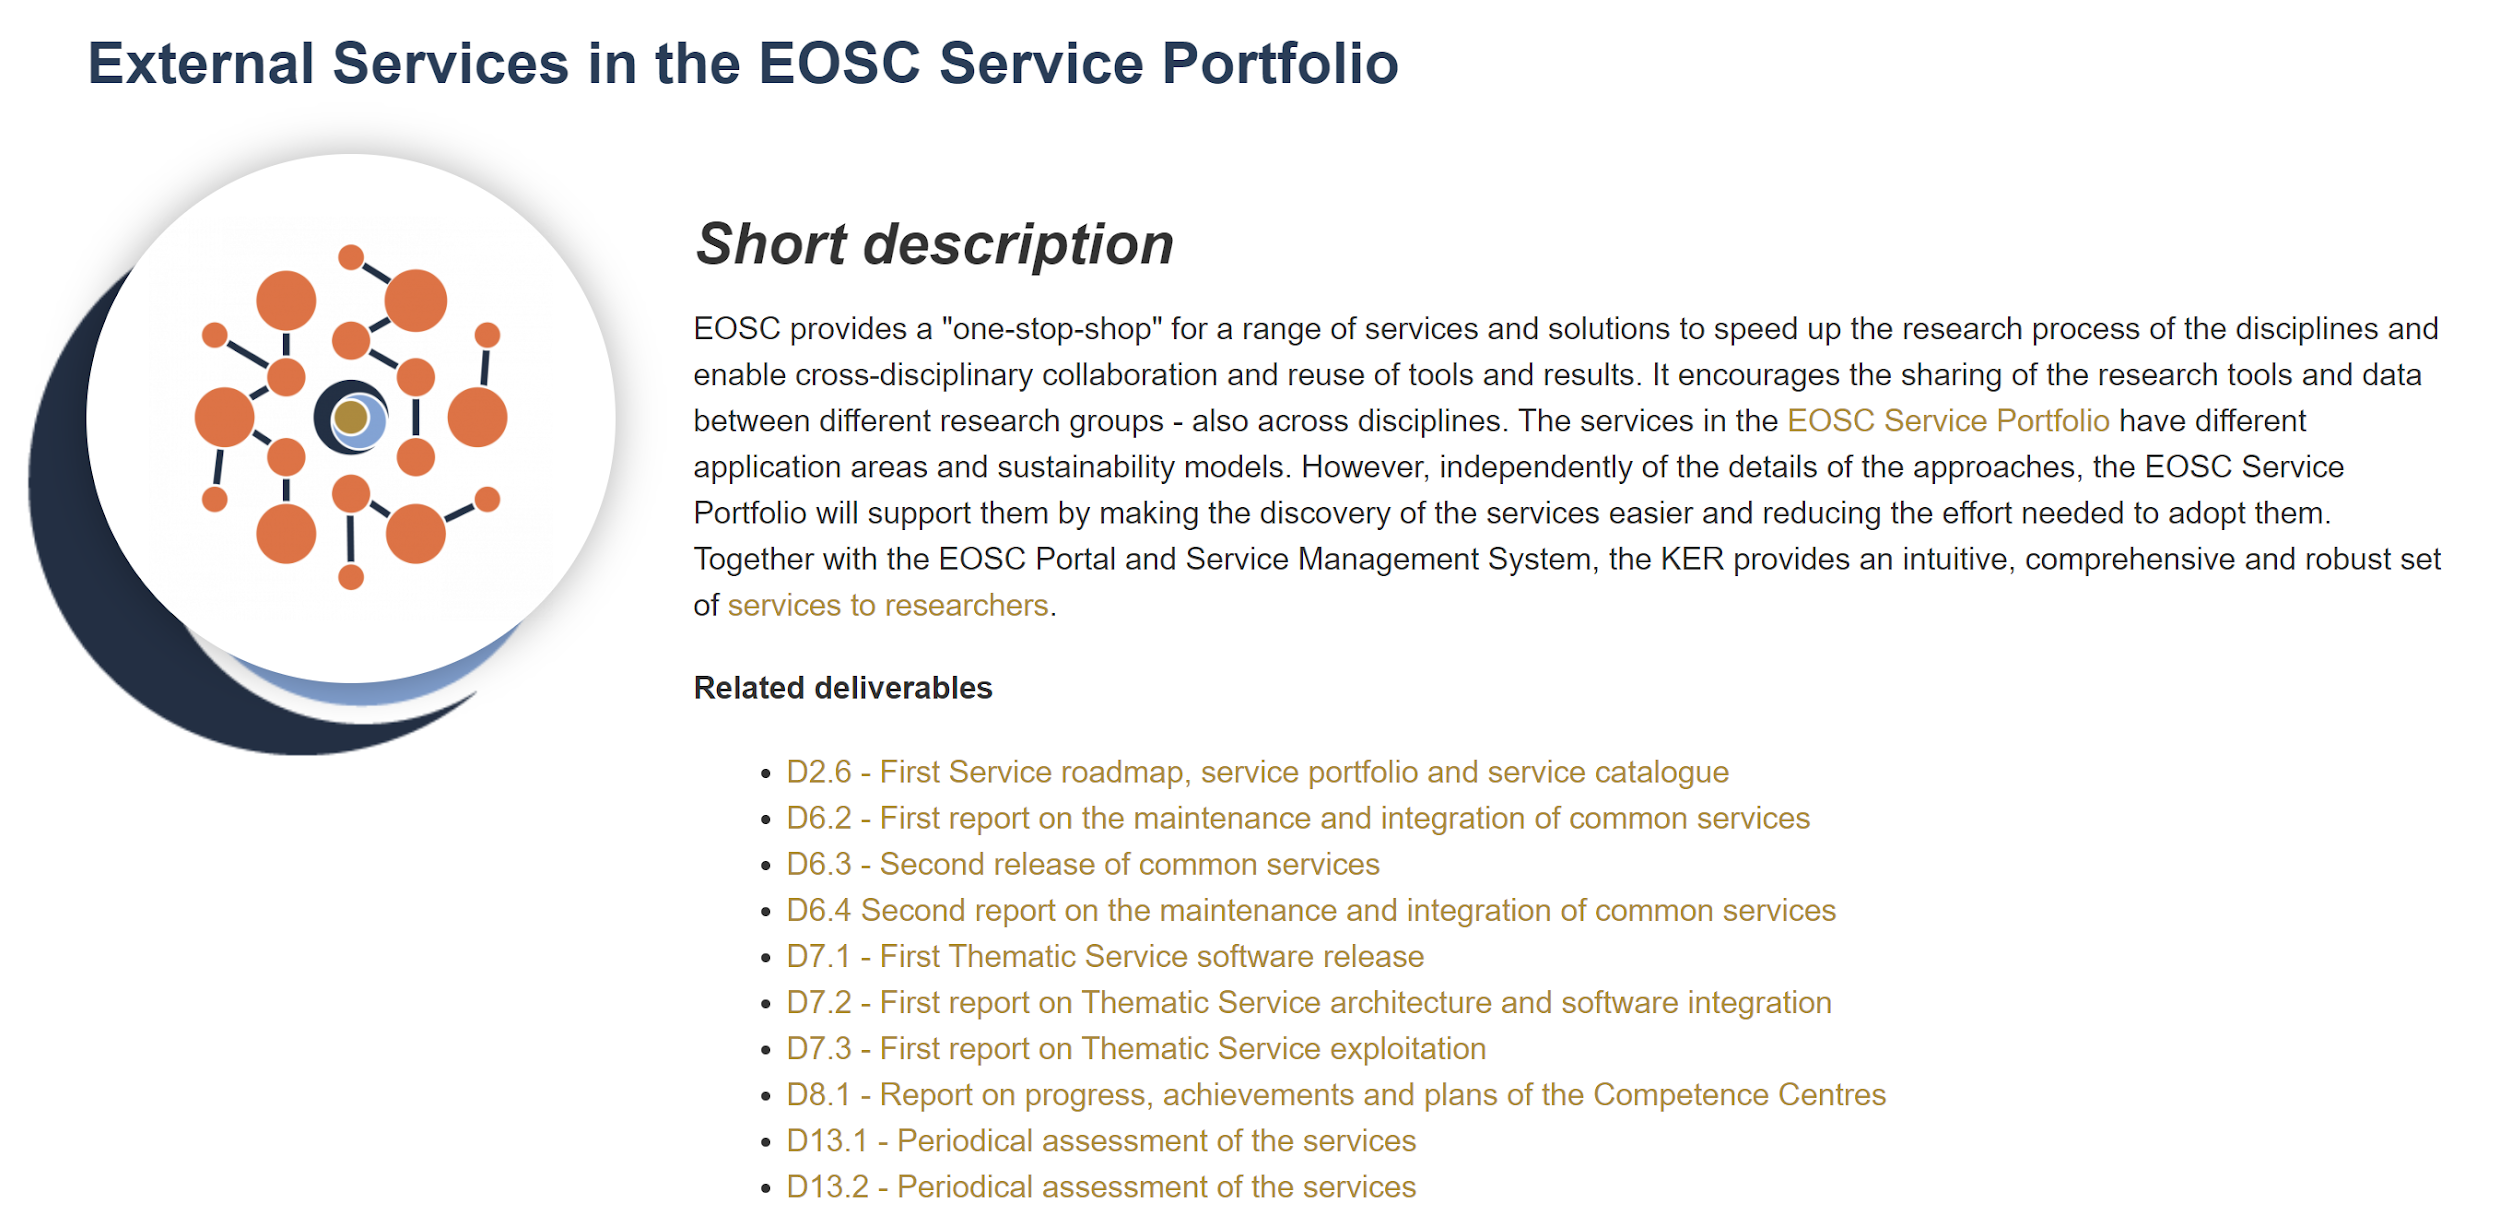 External Services in the EOSC Service Portfolio
Short description
EOSC provides a "one-stop-shop" for a range of services and solutions to speed up the research process of the disciplines and
enable cross-disciplinary collaboration and reuse of tools and results. It encourages the sharing of the research tools and data
between different research groups - also across disciplines. The services in the EOSC Service Portfolio have different
application areas and sustainability models. However, independently of the details of the approaches, the EOSC Service
Portfolio will support them by making the discovery of the services easier and reducing the effort needed to adopt them.
Together with the EOSC Portal and Service Management System, the KER provides an intuitive, comprehensive and robust set
of services to researchers.
Related deliverables
• D2.6 - First Service roadmap, service portfolio and service catalogue
• D6.2 - First report on the maintenance and integration of common services
• D6.3 - Second release of common services
• D6.4 Second report on the maintenance and integration of common services
• D7.1 - First Thematic Service software release
• D7.2 - First report on Thematic Service architecture and software integration
• D7.3 - First report on Thematic Service exploitation
• D8.1 - Report on progress, achievements and plans of the Competence Centres
• D13.1 - Periodical assessment of the services
• D13.2 - Periodical assessment of the services